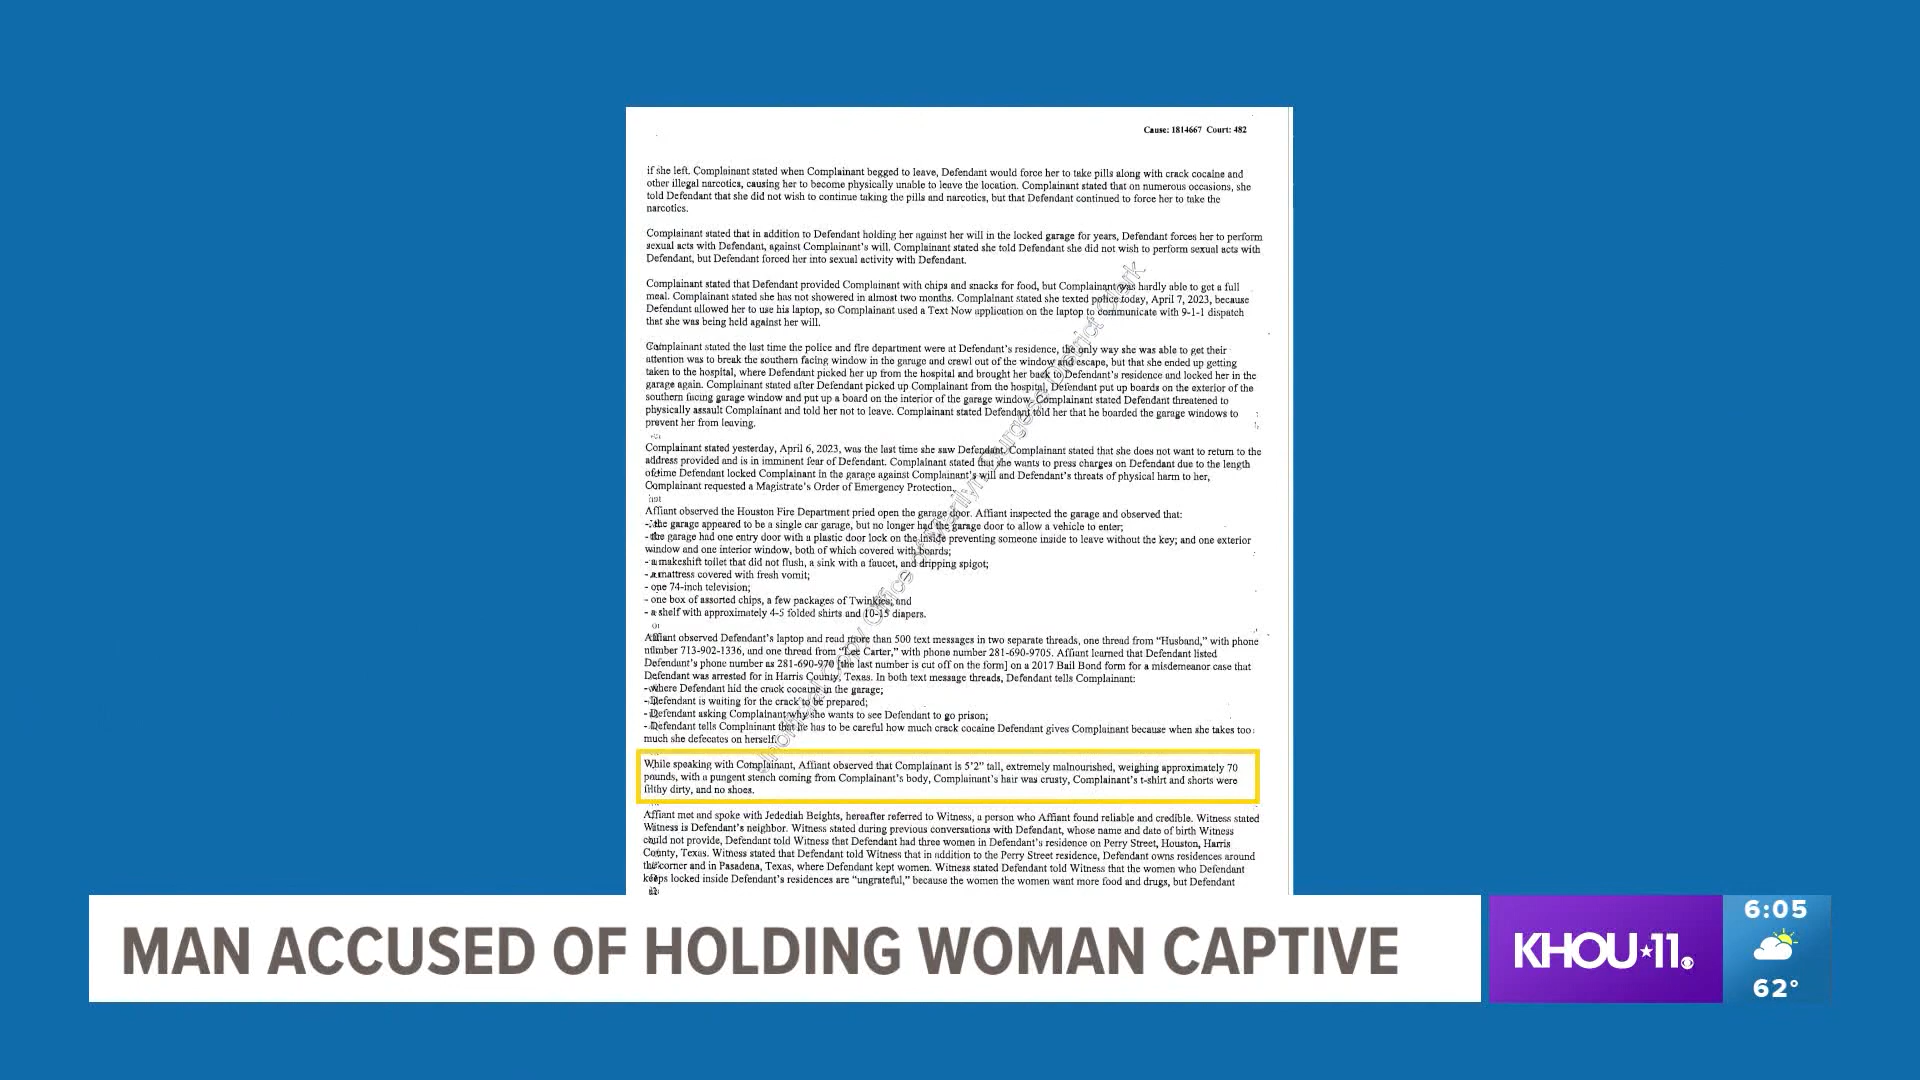 Cause: 1814667 Court: 482
if she left. Complainant stated when Complainant begged to leave, Defendant would force her to take pills along with crack cocaine and
other illegal narcotics, causing her to become physically unable to leave the location. Complainant stated that on numerous occasions, she
told Defendant that she did not wish to continue taking the pills and narcotics, but that Defendant continued to force her to take the
narcotics.
Complainant stated that in addition to Defendant holding her against her will in the locked garage for years, Defendant forces her to perform
sexual acts with Defendant, against Complainant's will. Complainant stated she told Defendant she did not wish to perform sexual acts with
Defendant, but Defendant forced her into sexual activity with Defendant.
Complainant stated that Defendant provided Complainant with chips and snacks for food, but Complainant was hardly able to get a full
meal. Complainant stated she has not showered in almost two months. Complainant stated she texted police today, April 7, 2023, because
Defendant allowed her to use his laptop, so Complainant used a Text Now application on the laptop to communicate with 9-1-1 dispatch
that she was being held against her will.
Complainant stated the last time the police and fire department were at Defendant's residence, the only way she was able to get their
attention was to break the southern facing window in the garage and crawl out of the window and escape, but that she ended up getting
taken to the hospital, where Defendant picked her up from the hospital and brought her back to Defendant's residence and locked her in the
garage again. Complainant stated after Defendant picked up Complainant from the hospital, Defendant put up boards on the exterior of the
southern facing garage window and put up a board on the interior of the garage window. Complainant stated Defendant threatened to
physically assault Complainant and told her not to leave. Complainant stated Defendant told her that he boarded the garage windows to
prevent her from leaving.
Complainant stated yesterday, April 6, 2023, was the last time she saw Defendant. Complainant stated that she does not want to return to the
address provided and is in imminent fear of Defendant. Complainant stated that she wants to press charges on Defendant due to the length
of time Defendant locked Complainant in the garage against Complainant's will and Defendant's threats of physical harm to her,
Complainant requested a Magistrate's Order of Emergency Protection.
Affiant observed the Houston Fire Department pried open the garage door. Affiant inspected the garage and observed that:
- the garage appeared to be a single car garage, but no longer had the garage door to allow a vehicle to enter;
- the garage had one entry door with a plastic door lock on the inside preventing someone inside to leave without the key; and one exterior
window and one interior window, both of which covered with boards;
- a makeshift toilet that did not flush, a sink with a faucet, and dripping spigot;
- a mattress covered with fresh vomit;
- one 74-inch television;
- one box of assorted chips, a few packages of Twinkies; and
- a shelf with approximately 4-5 folded shirts and 10-15 diapers.
Affiant observed Defendant's laptop and read more than 500 text messages in two separate threads, one thread from "Husband," with phone
number 713-902-1336, and one thread from "Lee Carter," with phone number 281-690-9705. Affiant learned that Defendant listed
Defendant's phone number as 281-690-970 [the last number is cut off on the form] on a 2017 Bail Bond form for a misdemeanor case that
Defendant was arrested for in Harris County, Texas. In both text message threads, Defendant tells Complainant:
- where Defendant hid the crack cocaine in the garage;
- Defendant is waiting for the crack to be prepared;
- Defendant asking Complainant why she wants to see Defendant to go prison;
- Defendant tells Complainant that he has to be careful how much crack cocaine Defendant gives Complainant because when she takes too
much she defecates on herself.
While speaking with Complainant, Affiant observed that Complainant is 5'2" tall, extremely malnourished, weighing approximately 70
pounds, with a pungent stench coming from Complainant's body, Complainant's hair was crusty, Complainant's t-shirt and shorts were
filthy dirty, and no shoes.
Affiant met and spoke with Jedediah Beights, hereafter referred to Witness, a person who Affiant found reliable and credible. Witness stated
Witness is Defendant's neighbor. Witness stated during previous conversations with Defendant, whose name and date of birth Witness
could not provide, Defendant told Witness that Defendant had three women in Defendant's residence on Perry Street, Houston, Harris
County, Texas. Witness stated that Defendant told Witness that in addition to the Perry Street residence, Defendant owns residences around
the corner and in Pasadena, Texas, where Defendant kept women. Witness stated Defendant told Witness that the women who Defendant
keeps locked inside Defendant's residences are "ungrateful," because the women the women want more food and drugs, but Defendant
Unofficial Copy Office of Marilyn Burgess District Clerk
MAN ACCUSED OF HOLDING WOMAN CAPTIVE
KHOU★11
6:05
62°